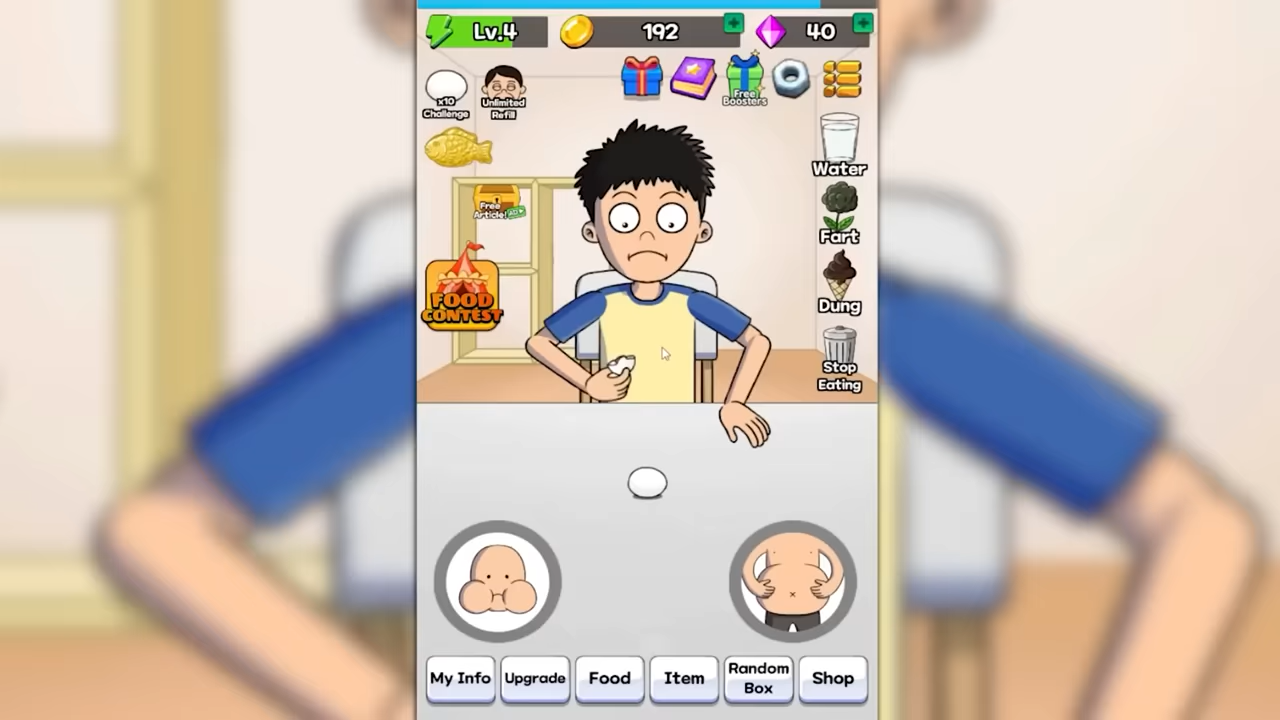 Lv.4
192
40
x10
Challenge
Unlimited
Refill
Free
Boosters
Water
Free
Article!
AD
Fart
FOOD
CONTEST
Dung
Stop
Eating
My Info
Upgrade
Food
Item
Random
Box
Shop